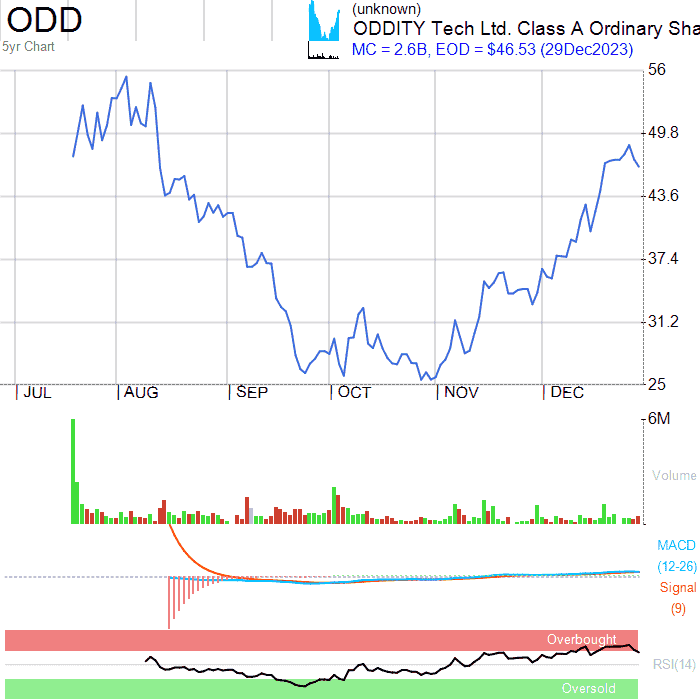 ODD
(unknown)
ODDITY Tech Ltd. Class A Ordinary Sha
5yr Chart
MC = 2.6B, EOD = $46.53 (29Dec2023)
56
49.8
43.6
37.4
31.2
25
JUL AUG SEP OCT NOV DEC
6M
Volume
MACD
(12-26)
Signal
(9)
Overbought
RSI(14)
Oversold